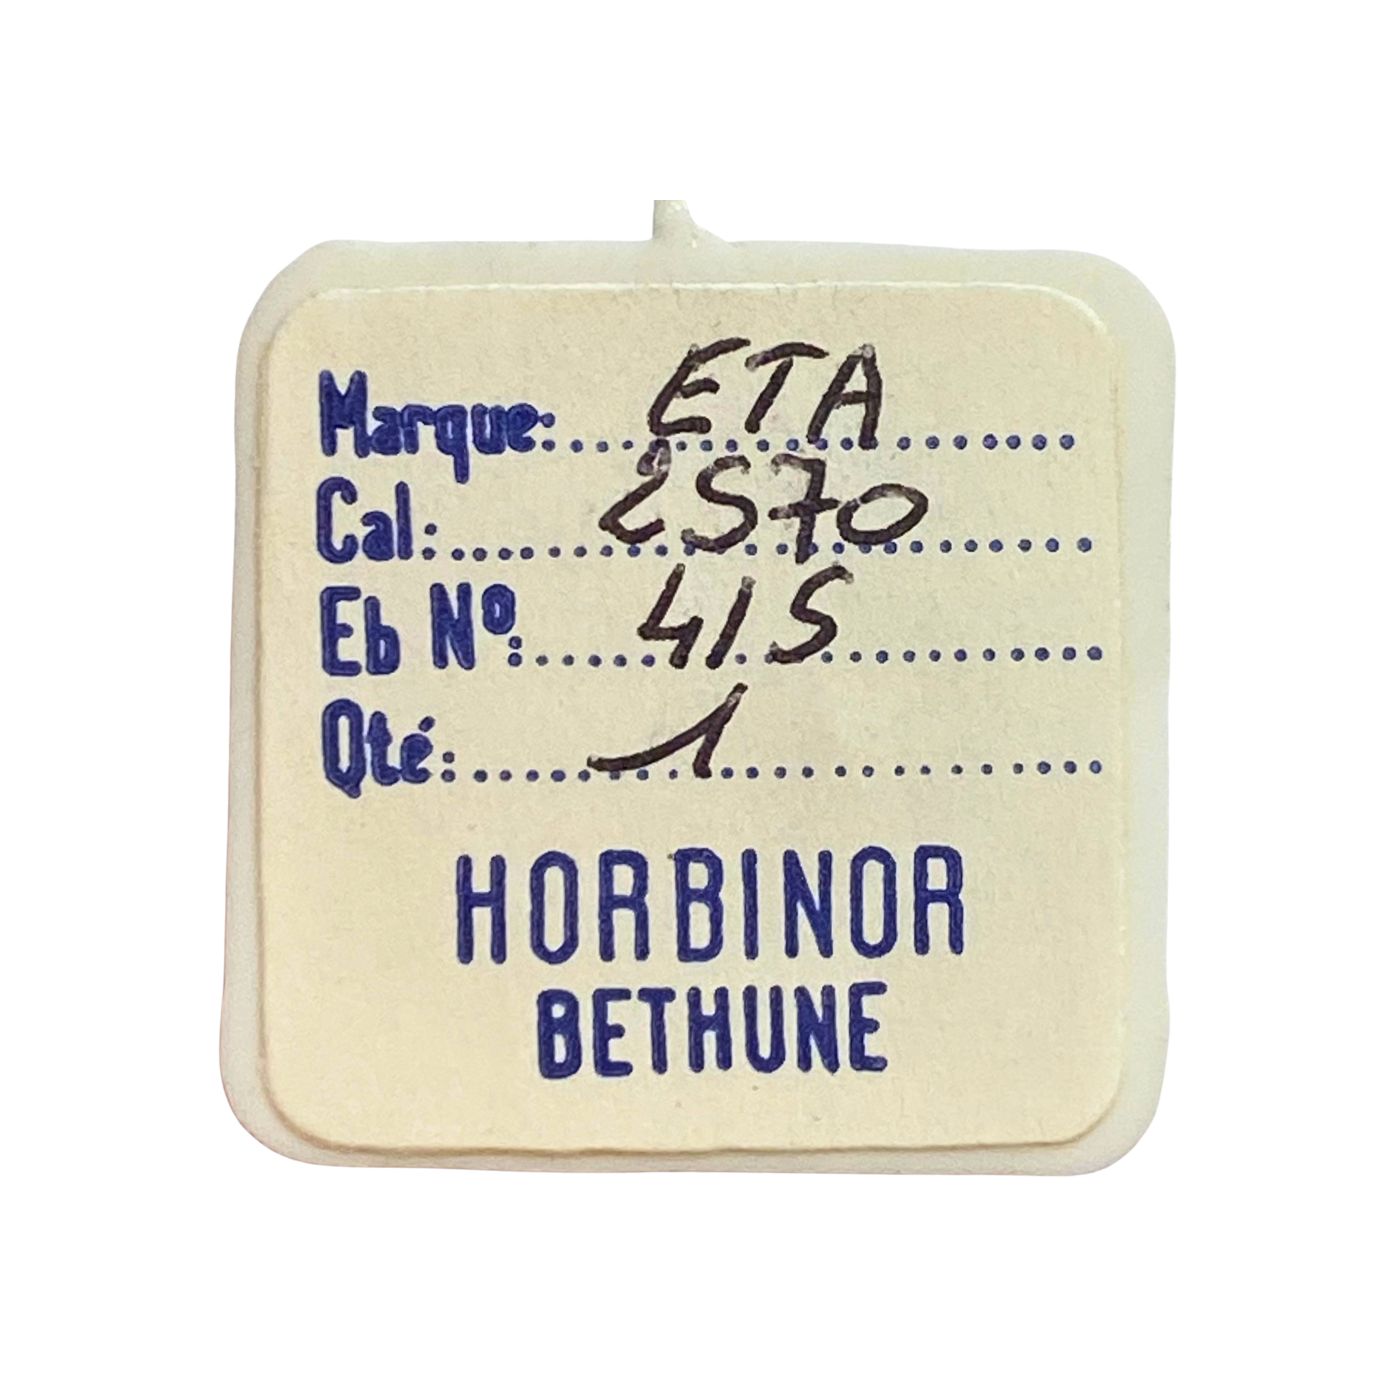 Marque: ETA
Cal: 2570
Eb Nº: 415
Qté: 1
HORBINOR
BETHUNE